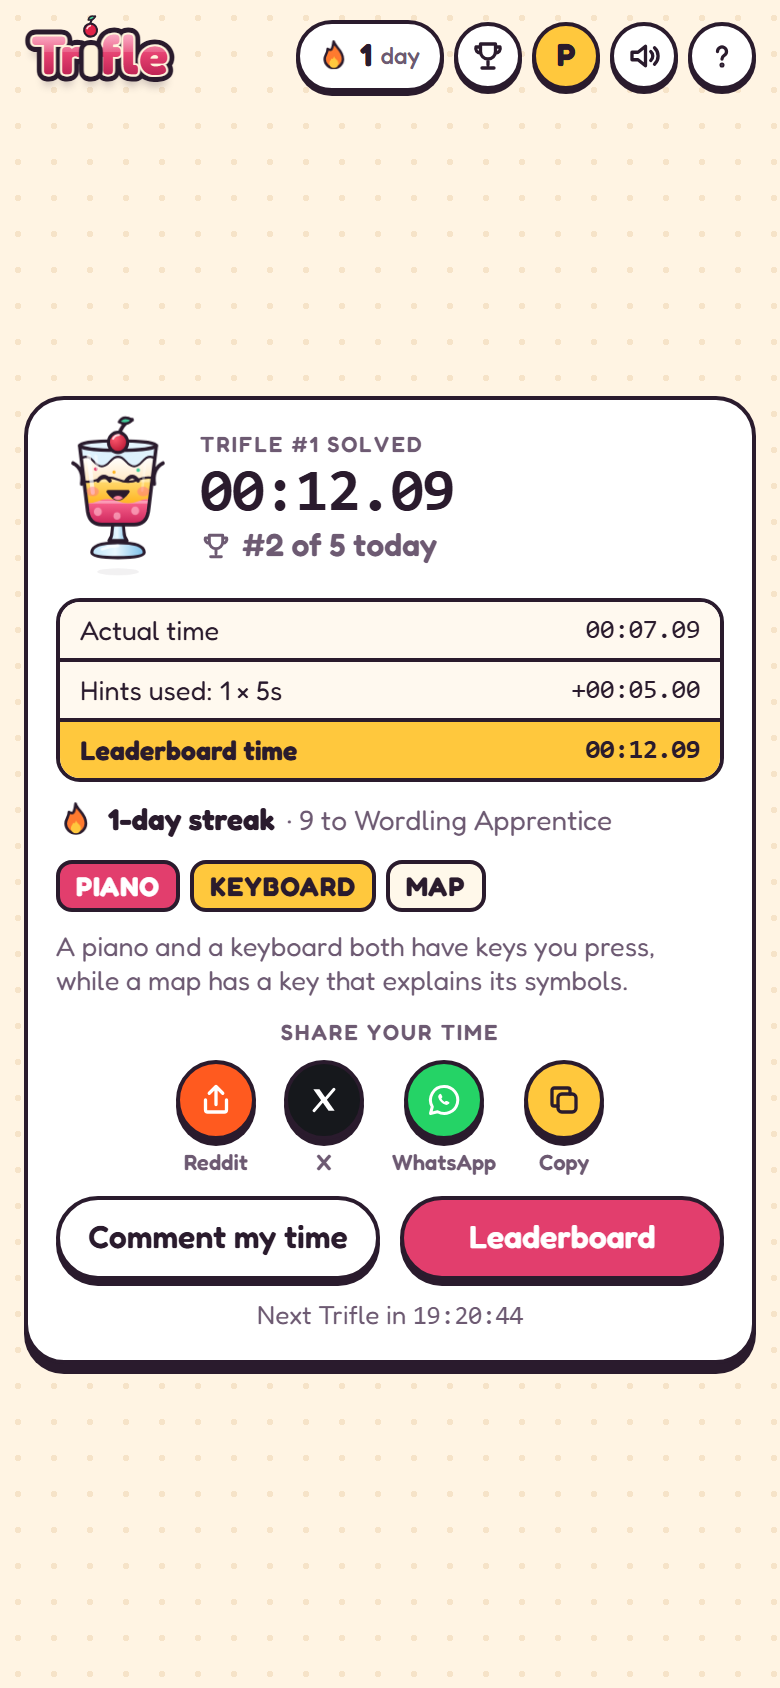 Trifle
1 day
P
?
TRIFLE #1 SOLVED
00:12.09
#2 of 5 today
Actual time 00:07.09
Hints used: 1 × 5s +00:05.00
Leaderboard time 00:12.09
1-day streak · 9 to Wordling Apprentice
PIANO KEYBOARD MAP
A piano and a keyboard both have keys you press,
while a map has a key that explains its symbols.
SHARE YOUR TIME
X
Reddit X WhatsApp Copy
Comment my time Leaderboard
Next Trifle in 19:20:44